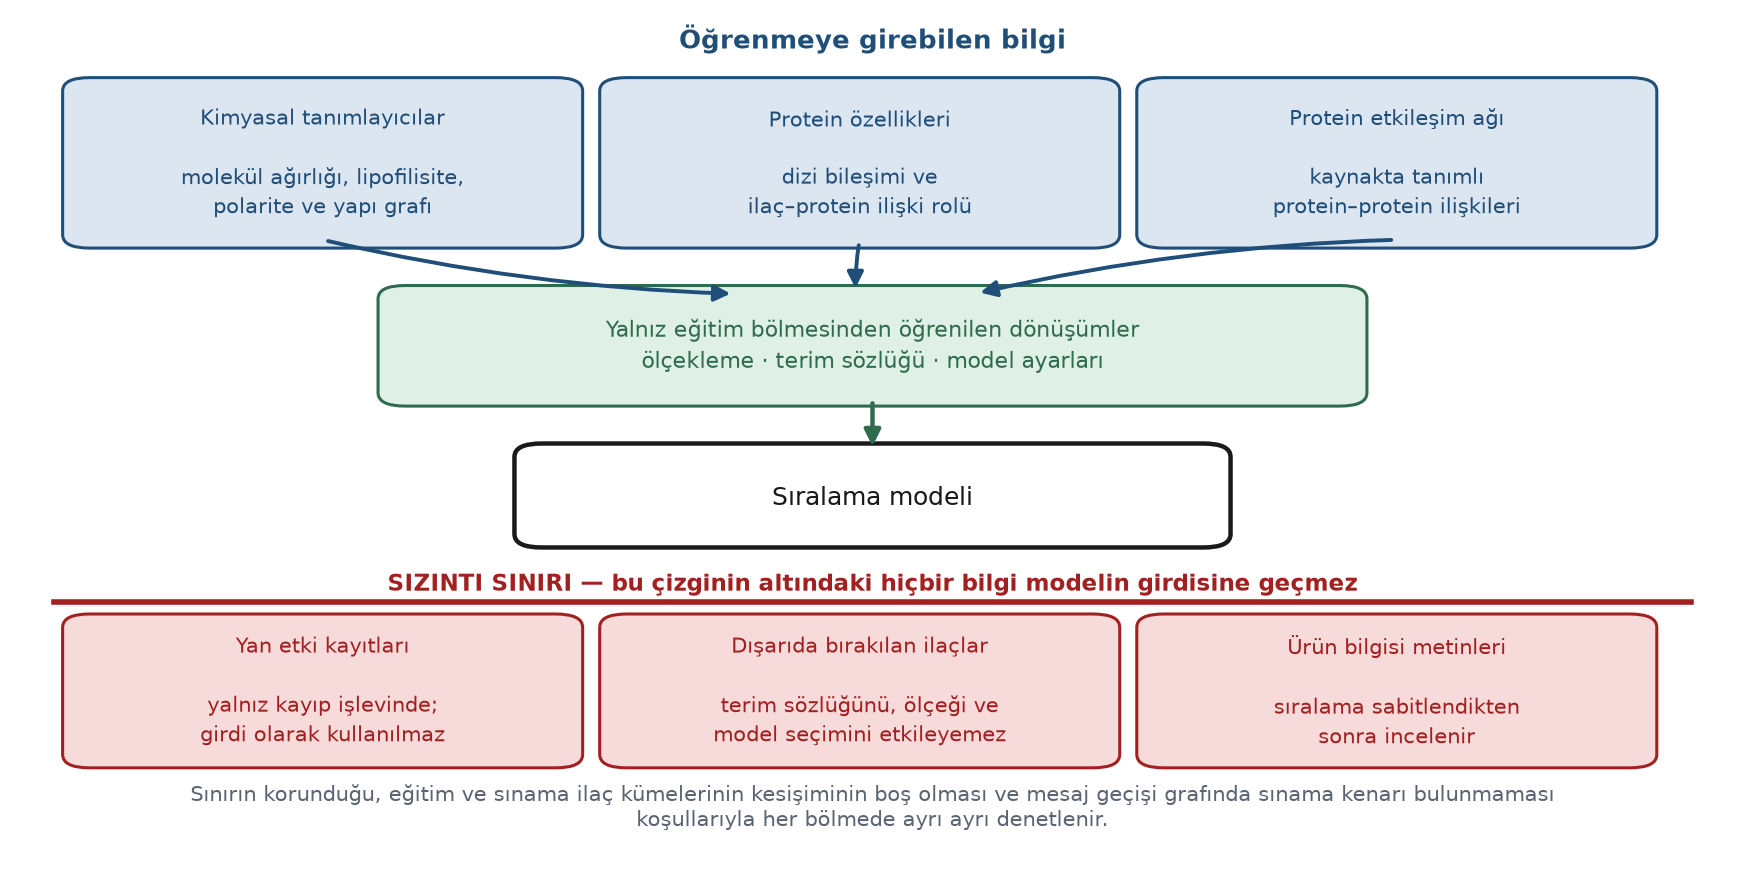 Öğrenmeye girebilen bilgi
Kimyasal tanımlayıcılar
molekül ağırlığı, lipofilisite,
polarite ve yapı grafı
Protein özellikleri
dizi bileşimi ve
ilaç–protein ilişki rolü
Protein etkileşim ağı
kaynakta tanımlı
protein–protein ilişkileri
Yalnız eğitim bölmesinden öğrenilen dönüşümler
ölçekleme · terim sözlüğü · model ayarları
Sıralama modeli
SIZINTI SINIRI — bu çizginin altındaki hiçbir bilgi modelin girdisine geçmez
Yan etki kayıtları
yalnız kayıp işlevinde;
girdi olarak kullanılmaz
Dışarıda bırakılan ilaçlar
terim sözlüğünü, ölçeği ve
model seçimini etkileyemez
Ürün bilgisi metinleri
sıralama sabitlendikten
sonra incelenir
Sınırın korunduğu, eğitim ve sınama ilaç kümelerinin kesişiminin boş olması ve mesaj geçişi grafında sınama kenarı bulunmaması
koşullarıyla her bölmede ayrı ayrı denetlenir.